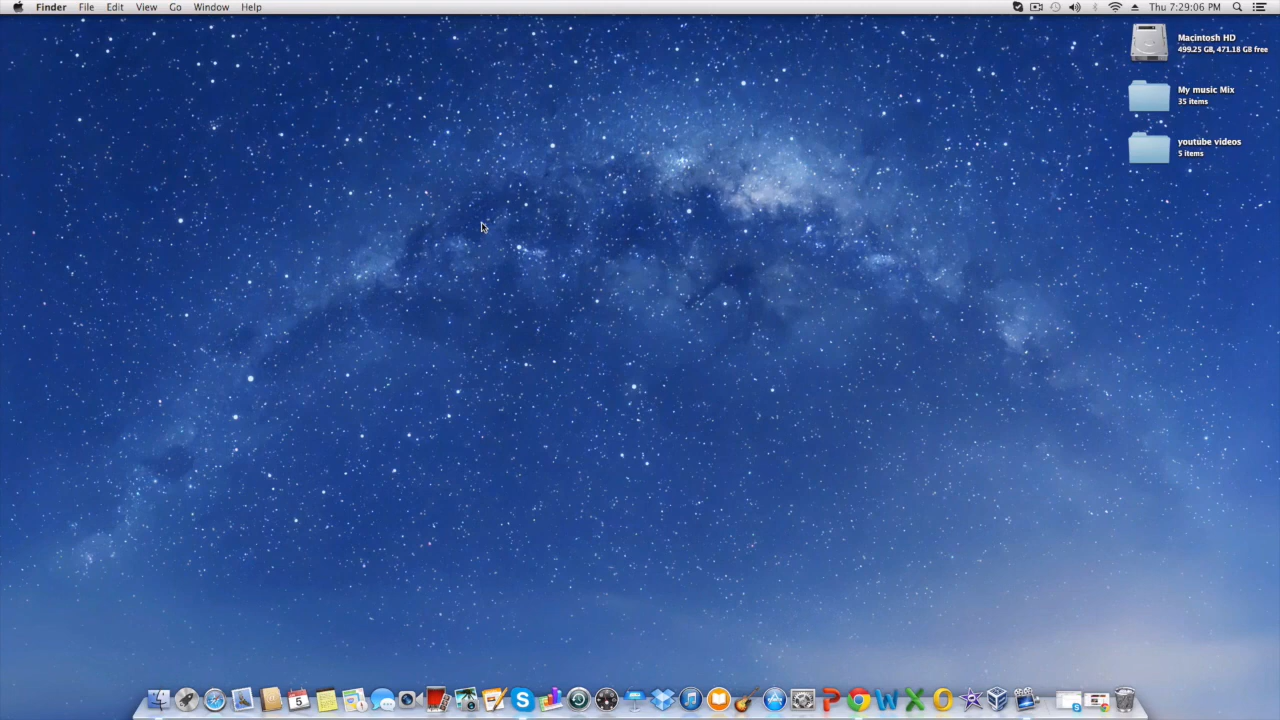 Finder File Edit View Go Window Help Thu 7:29:06 PM
Macintosh HD
499.25 GB, 471.18 GB free
My music Mix
35 items
youtube videos
5 items
5